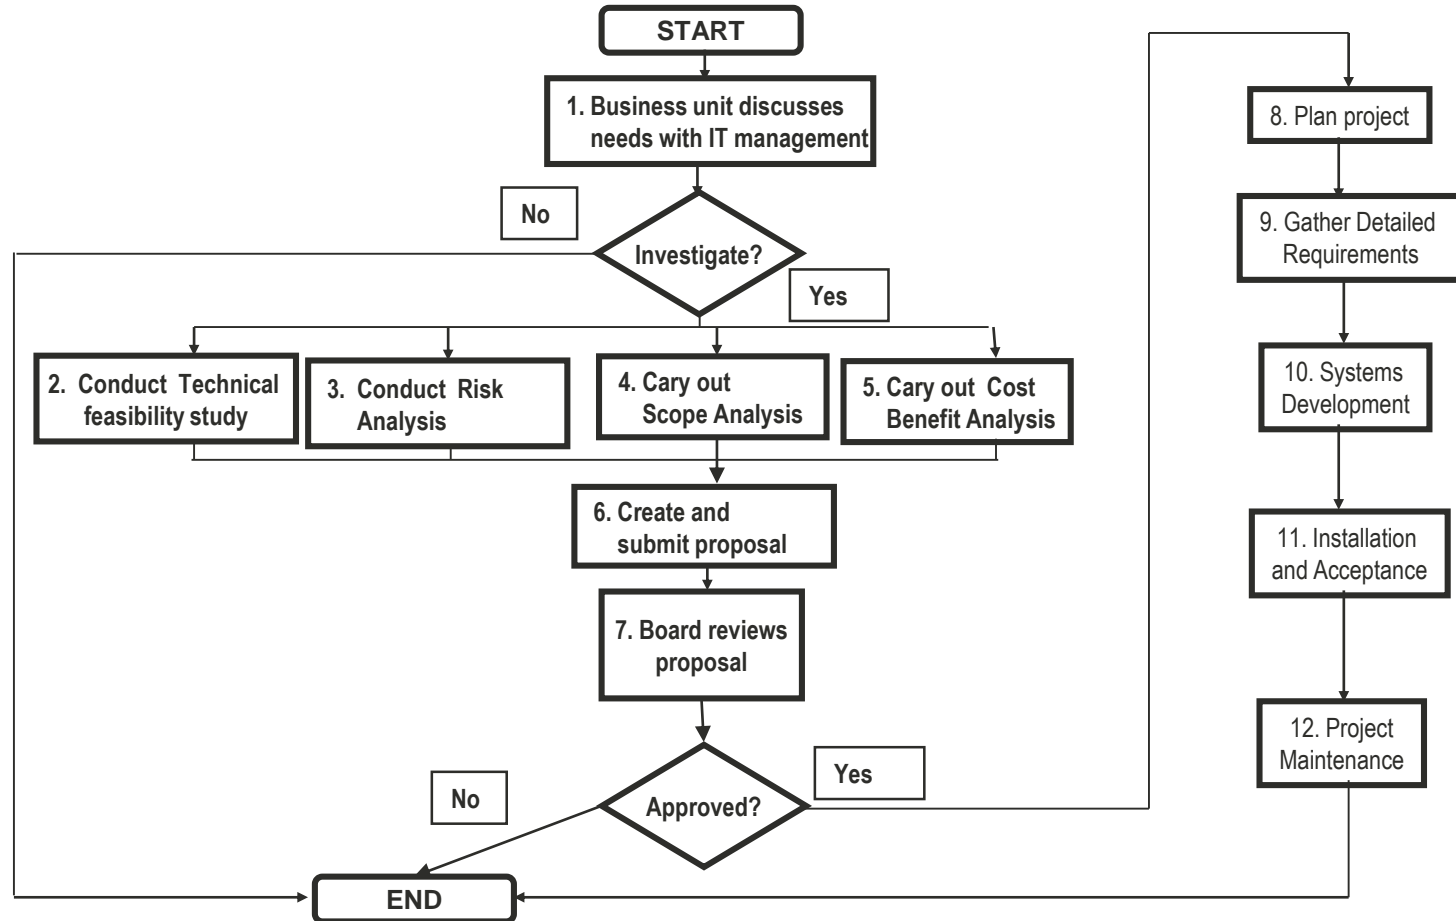 START
1. Business unit discusses
needs with IT management
No
Investigate?
Yes
2. Conduct Technical
feasibility study
3. Conduct Risk
Analysis
4. Cary out
Scope Analysis
5. Cary out Cost
Benefit Analysis
6. Create and
submit proposal
7. Board reviews
proposal
No
Approved?
Yes
END
8. Plan project
9. Gather Detailed
Requirements
10. Systems
Development
11. Installation
and Acceptance
12. Project
Maintenance